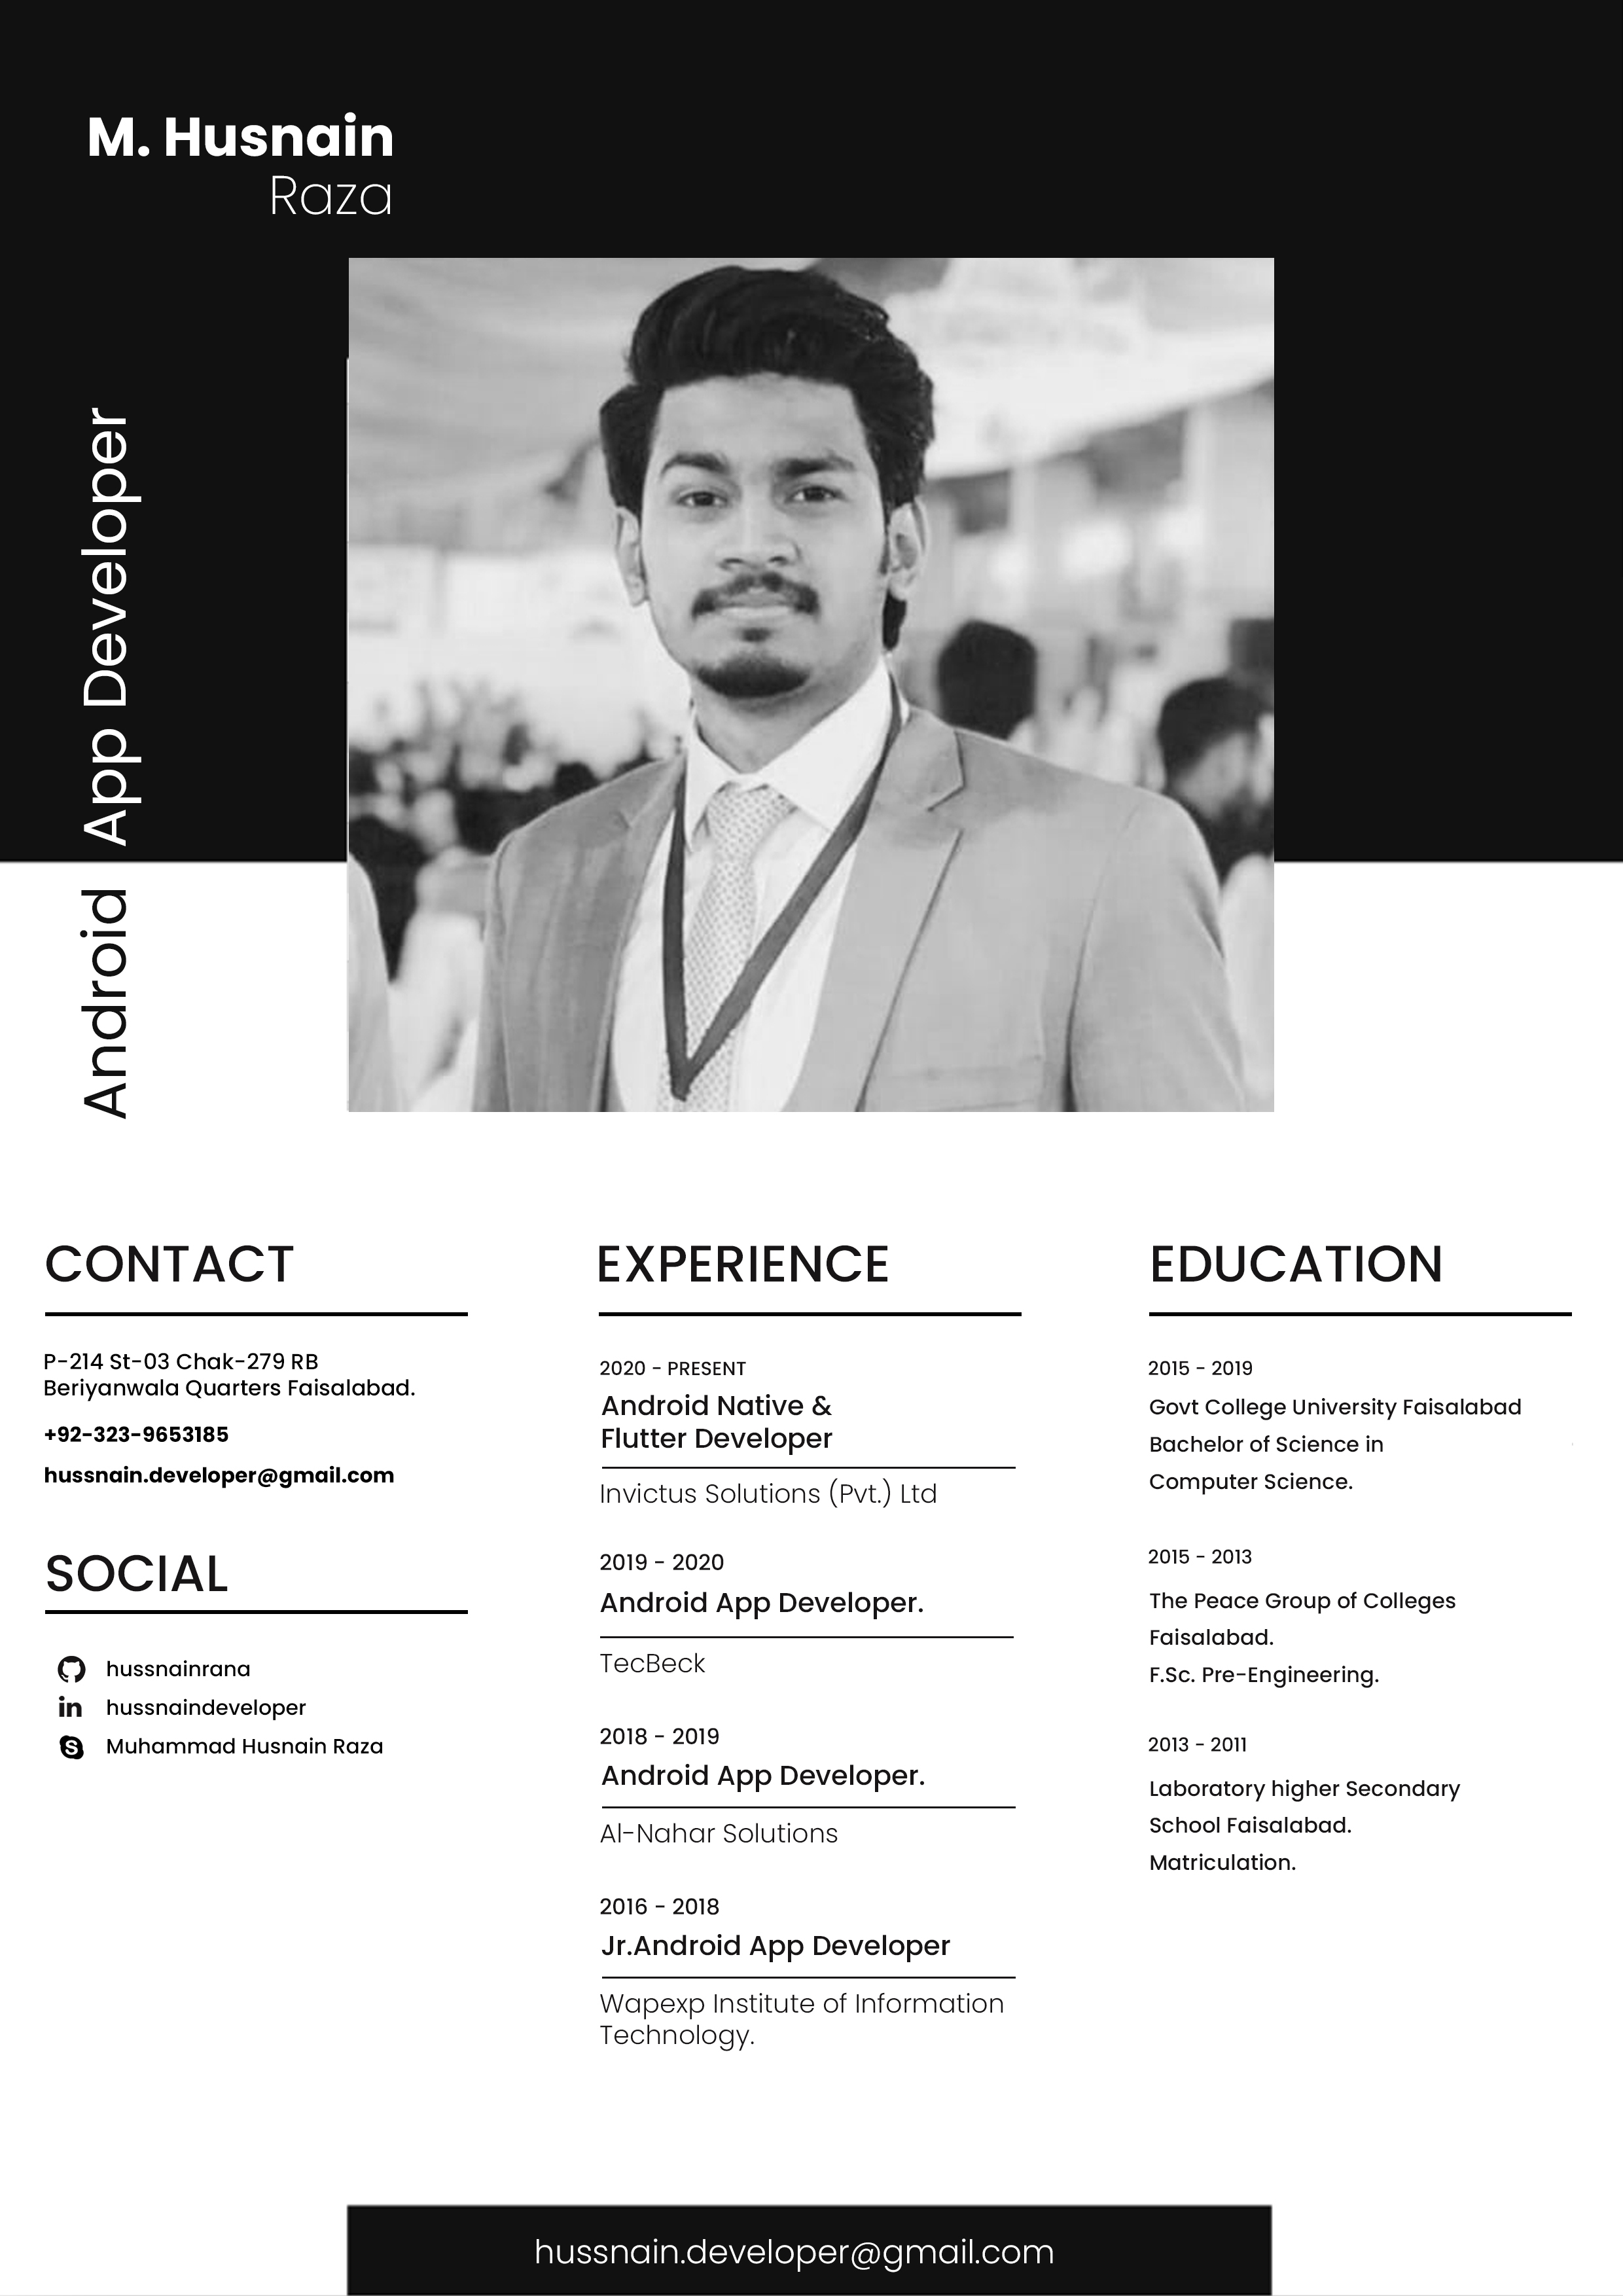 M. Husnain
Raza
Android App Developer
CONTACT
P-214 St-03 Chak-279 RB
Beriyanwala Quarters Faisalabad.
+92-323-9653185
hussnain.developer@gmail.com
SOCIAL
hussnainrana
in hussnaindeveloper
S Muhammad Husnain Raza
EXPERIENCE
2020 - PRESENT
Android Native &
Flutter Developer
Invictus Solutions (Pvt.) Ltd
2019 - 2020
Android App Developer.
TecBeck
2018 - 2019
Android App Developer.
Al-Nahar Solutions
2016 - 2018
Jr.Android App Developer
Wapexp Institute of Information
Technology.
EDUCATION
2015 - 2019
Govt College University Faisalabad
Bachelor of Science in
Computer Science.
2015 - 2013
The Peace Group of Colleges
Faisalabad.
F.Sc. Pre-Engineering.
2013 - 2011
Laboratory higher Secondary
School Faisalabad.
Matriculation.
hussnain.developer@gmail.com